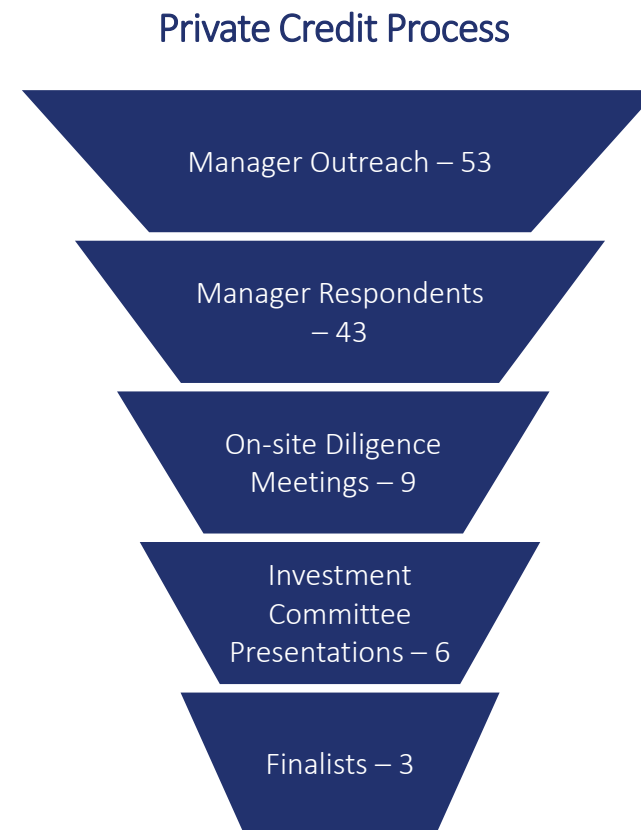 Private Credit Process
Manager Outreach – 53
Manager Respondents
– 43
On-site Diligence
Meetings – 9
Investment
Committee
Presentations – 6
Finalists – 3